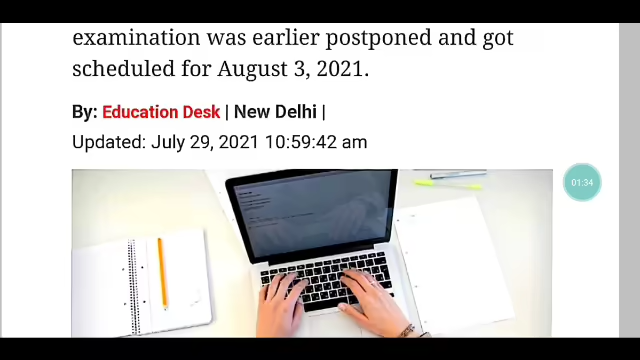 examination was earlier postponed and got
scheduled for August 3, 2021.
By: Education Desk | New Delhi |
Updated: July 29, 2021 10:59:42 am
01:34